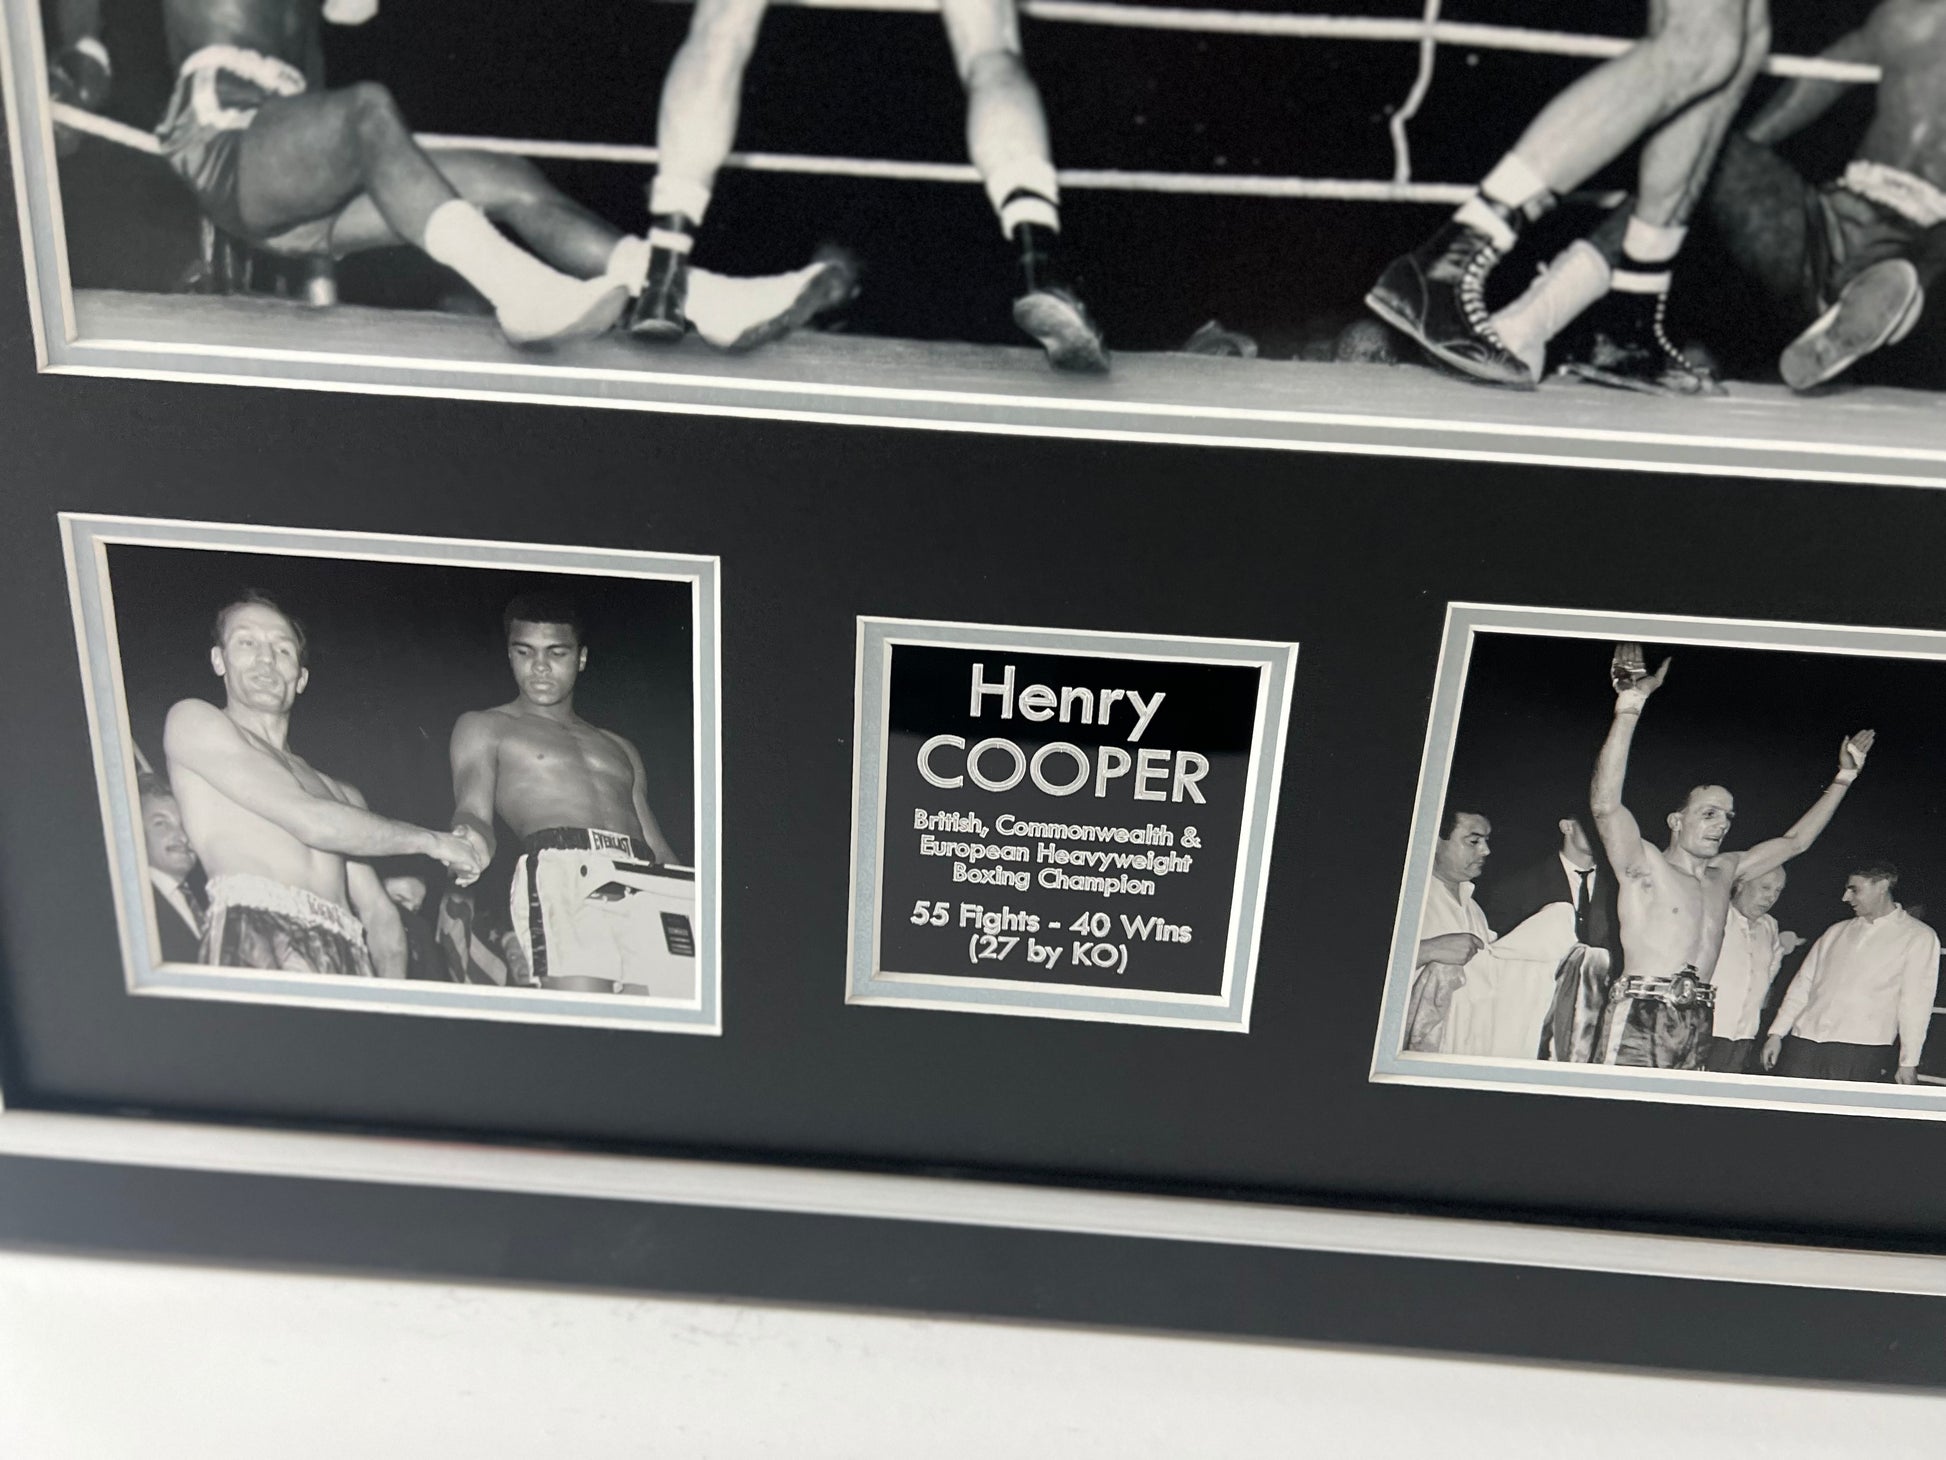 EVERLAST
Henry
COOPER
British, Commonwealth &
European Heavyweight
Boxing Champion
55 Fights - 40 Wins
(27 by KO)